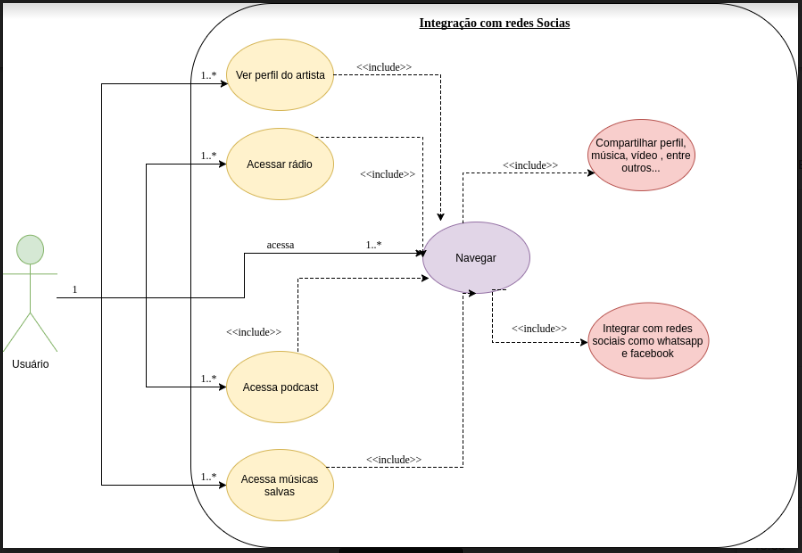 Integração com redes Socias
1..*
Ver perfil do artista
<<include>>
1..*
Acessar rádio
<<include>>
<<include>>
Compartilhar perfil,
música, vídeo , entre
outros...
acessa
1..*
Navegar
1
Usuário
<<include>>
<<include>>
Integrar com redes
sociais como whatsapp
e facebook
1..*
Acessa podcast
<<include>>
1..*
Acessa músicas
salvas